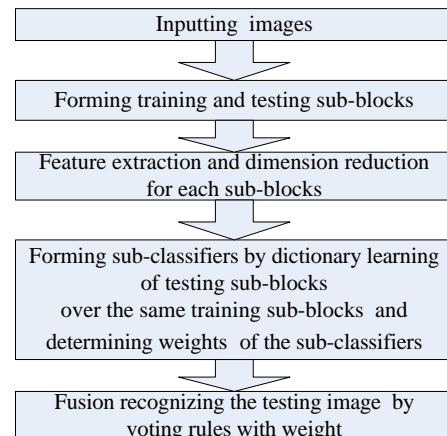 Inputting images
Forming training and testing sub-blocks
Feature extraction and dimension reduction
for each sub-blocks
Forming sub-classifiers by dictionary learning
of testing sub-blocks
over the same training sub-blocks and
determining weights of the sub-classifiers
Fusion recognizing the testing image by
voting rules with weight